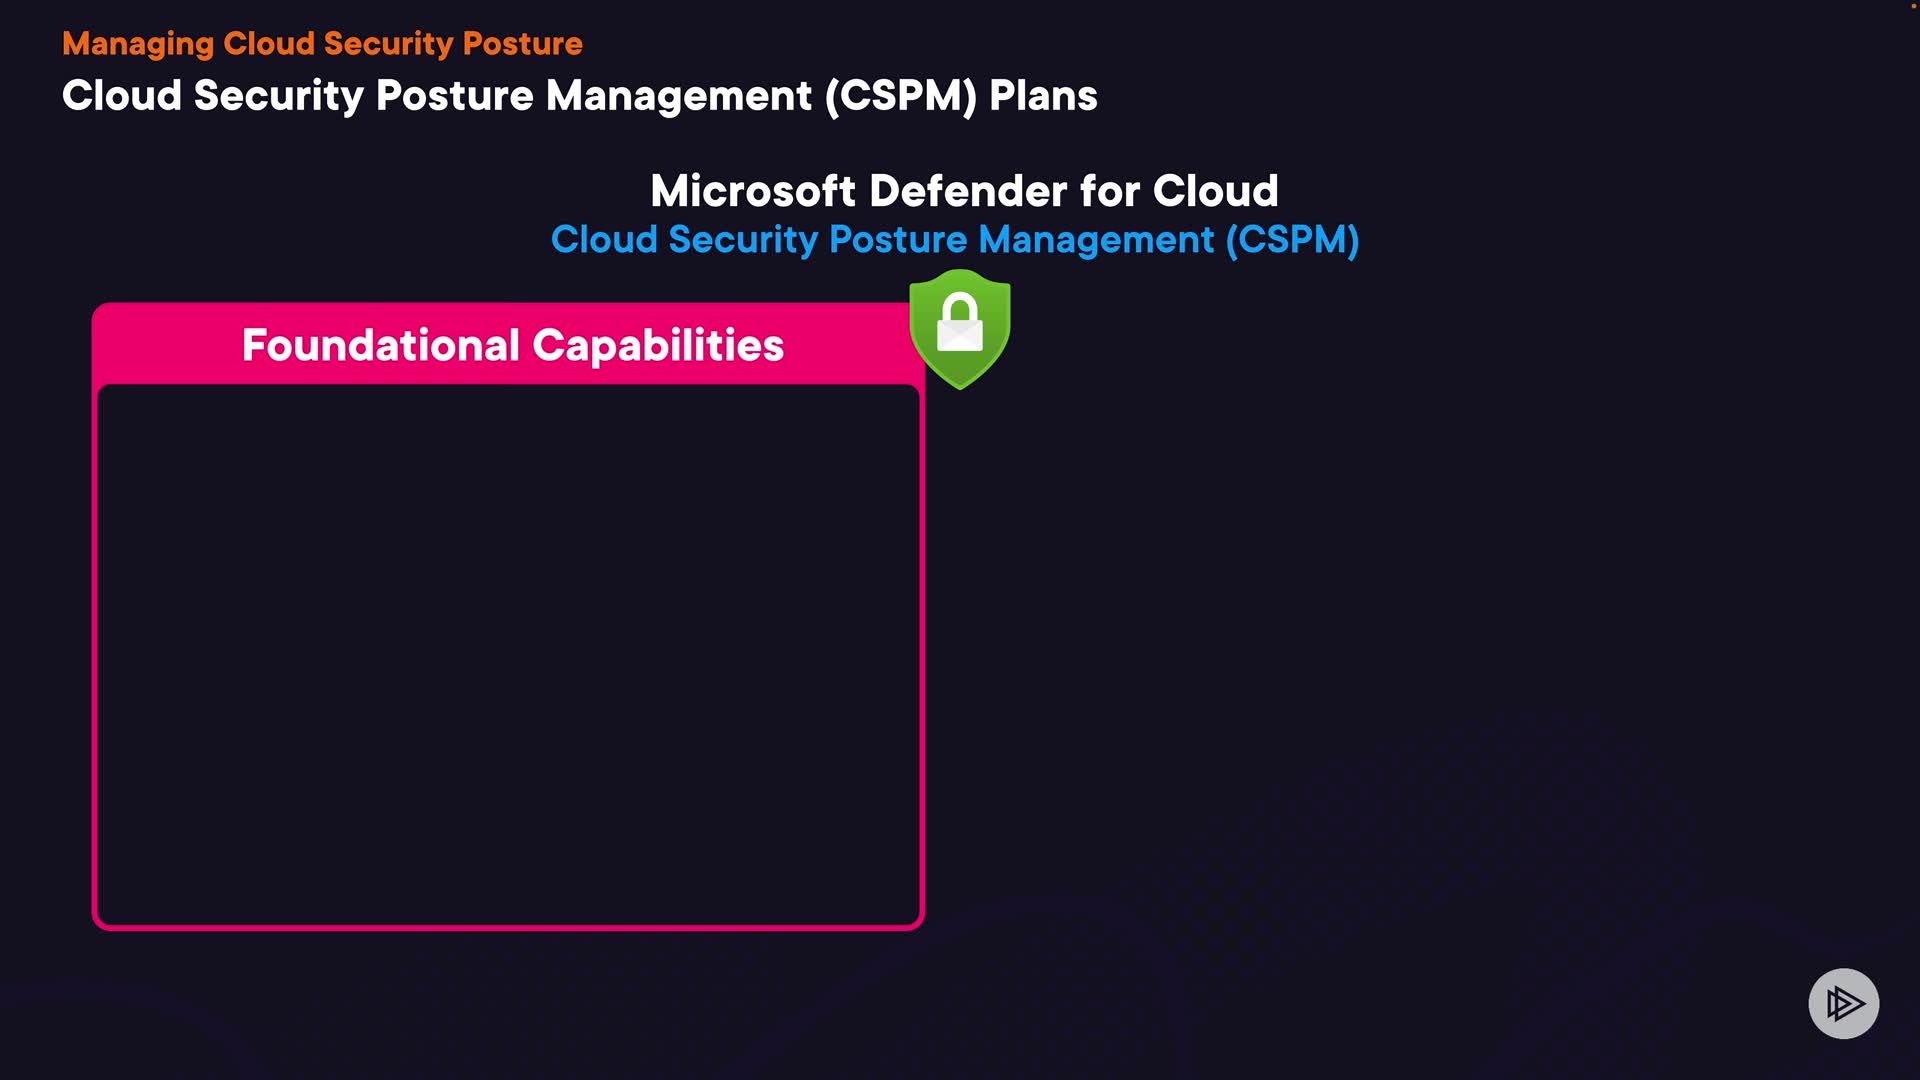 Managing Cloud Security Posture
Cloud Security Posture Management (CSPM) Plans
Microsoft Defender for Cloud
Cloud Security Posture Management (CSPM)
Foundational Capabilities